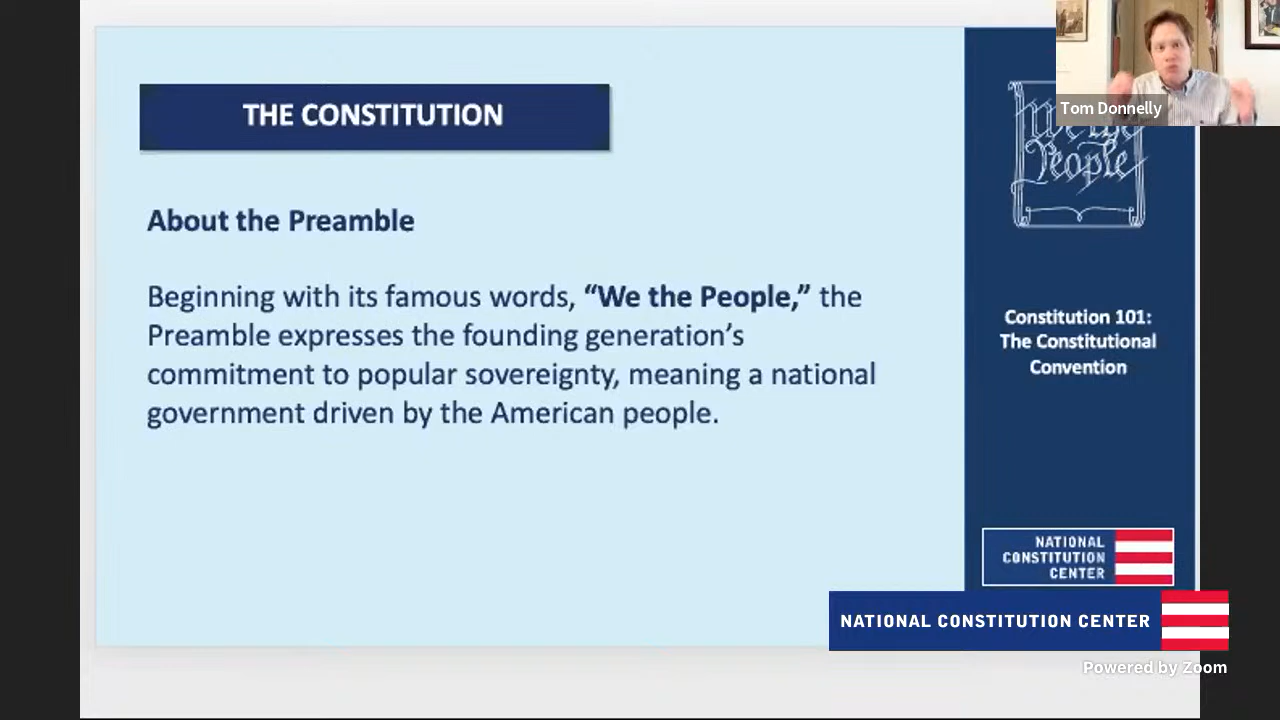 THE CONSTITUTION
About the Preamble
Beginning with its famous words, “We the People,” the
Preamble expresses the founding generation’s
commitment to popular sovereignty, meaning a national
government driven by the American people.
Tom Donnelly
We the
People
Constitution 101:
The Constitutional
Convention
NATIONAL
CONSTITUTION
CENTER
NATIONAL CONSTITUTION CENTER
Powered by Zoom